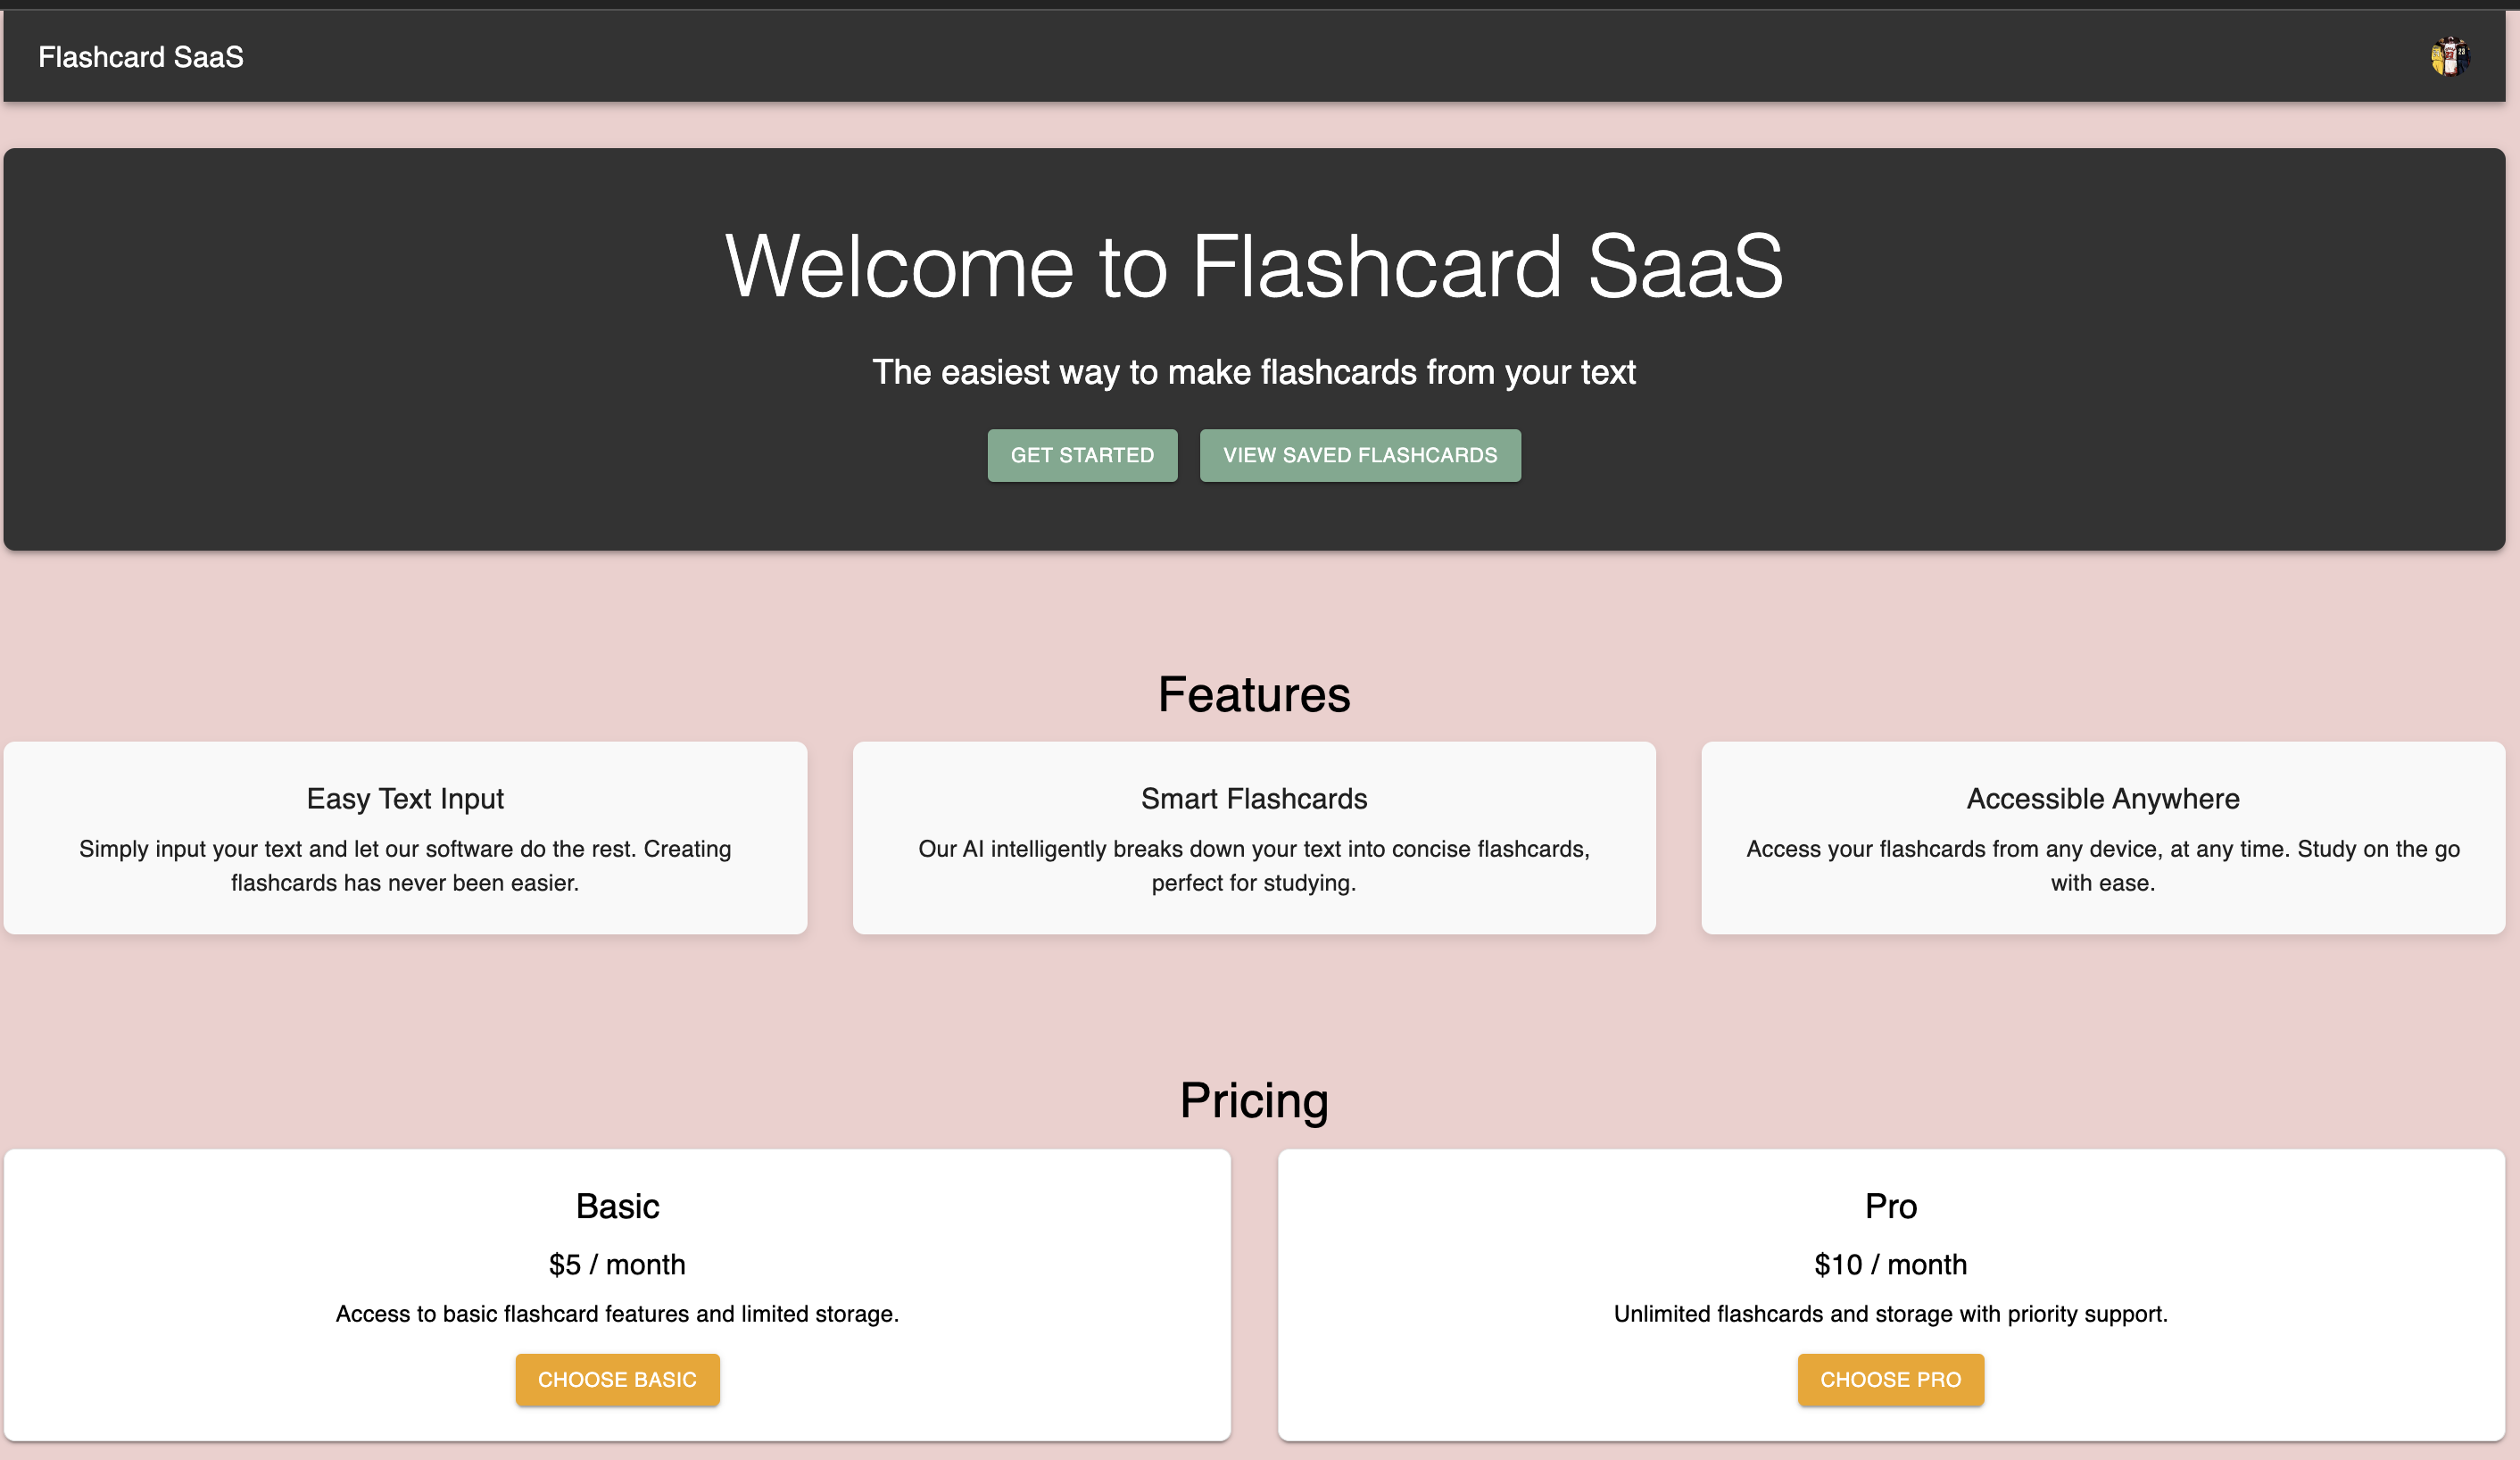 Flashcard SaaS
Welcome to Flashcard SaaS
The easiest way to make flashcards from your text
GET STARTED
VIEW SAVED FLASHCARDS
Features
Easy Text Input
Simply input your text and let our software do the rest. Creating
flashcards has never been easier.
Smart Flashcards
Our AI intelligently breaks down your text into concise flashcards,
perfect for studying.
Accessible Anywhere
Access your flashcards from any device, at any time. Study on the go
with ease.
Pricing
Basic
$5 / month
Access to basic flashcard features and limited storage.
CHOOSE BASIC
Pro
$10 / month
Unlimited flashcards and storage with priority support.
CHOOSE PRO